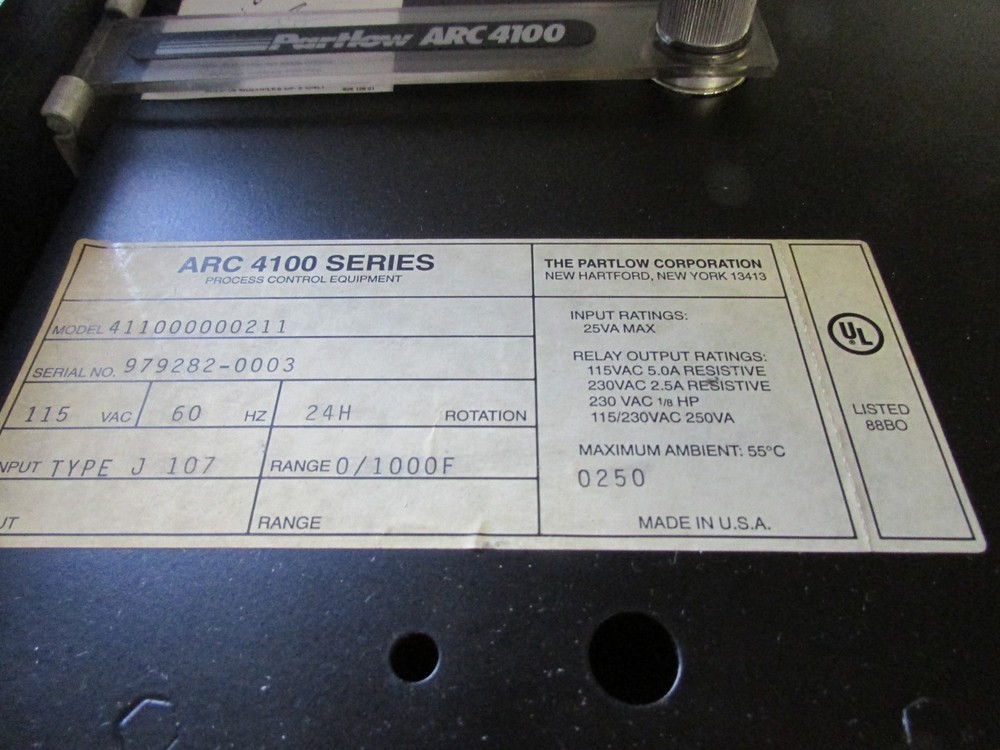 Partlow ARC 4100
ARC 4100 SERIES
PROCESS CONTROL EQUIPMENT
MODEL 411000000211
SERIAL NO. 979282-0003
115 VAC 60 HZ 24H ROTATION
NPUT TYPE J 107 RANGE 0/1000F
UT RANGE
THE PARTLOW CORPORATION
NEW HARTFORD, NEW YORK 13413
INPUT RATINGS:
25VA MAX
RELAY OUTPUT RATINGS:
115VAC 5.0A RESISTIVE
230VAC 2.5A RESISTIVE
230 VAC 1/8 HP
115/230VAC 250VA
MAXIMUM AMBIENT: 55°C
0250
MADE IN U.S.A.
UL
LISTED
88BO